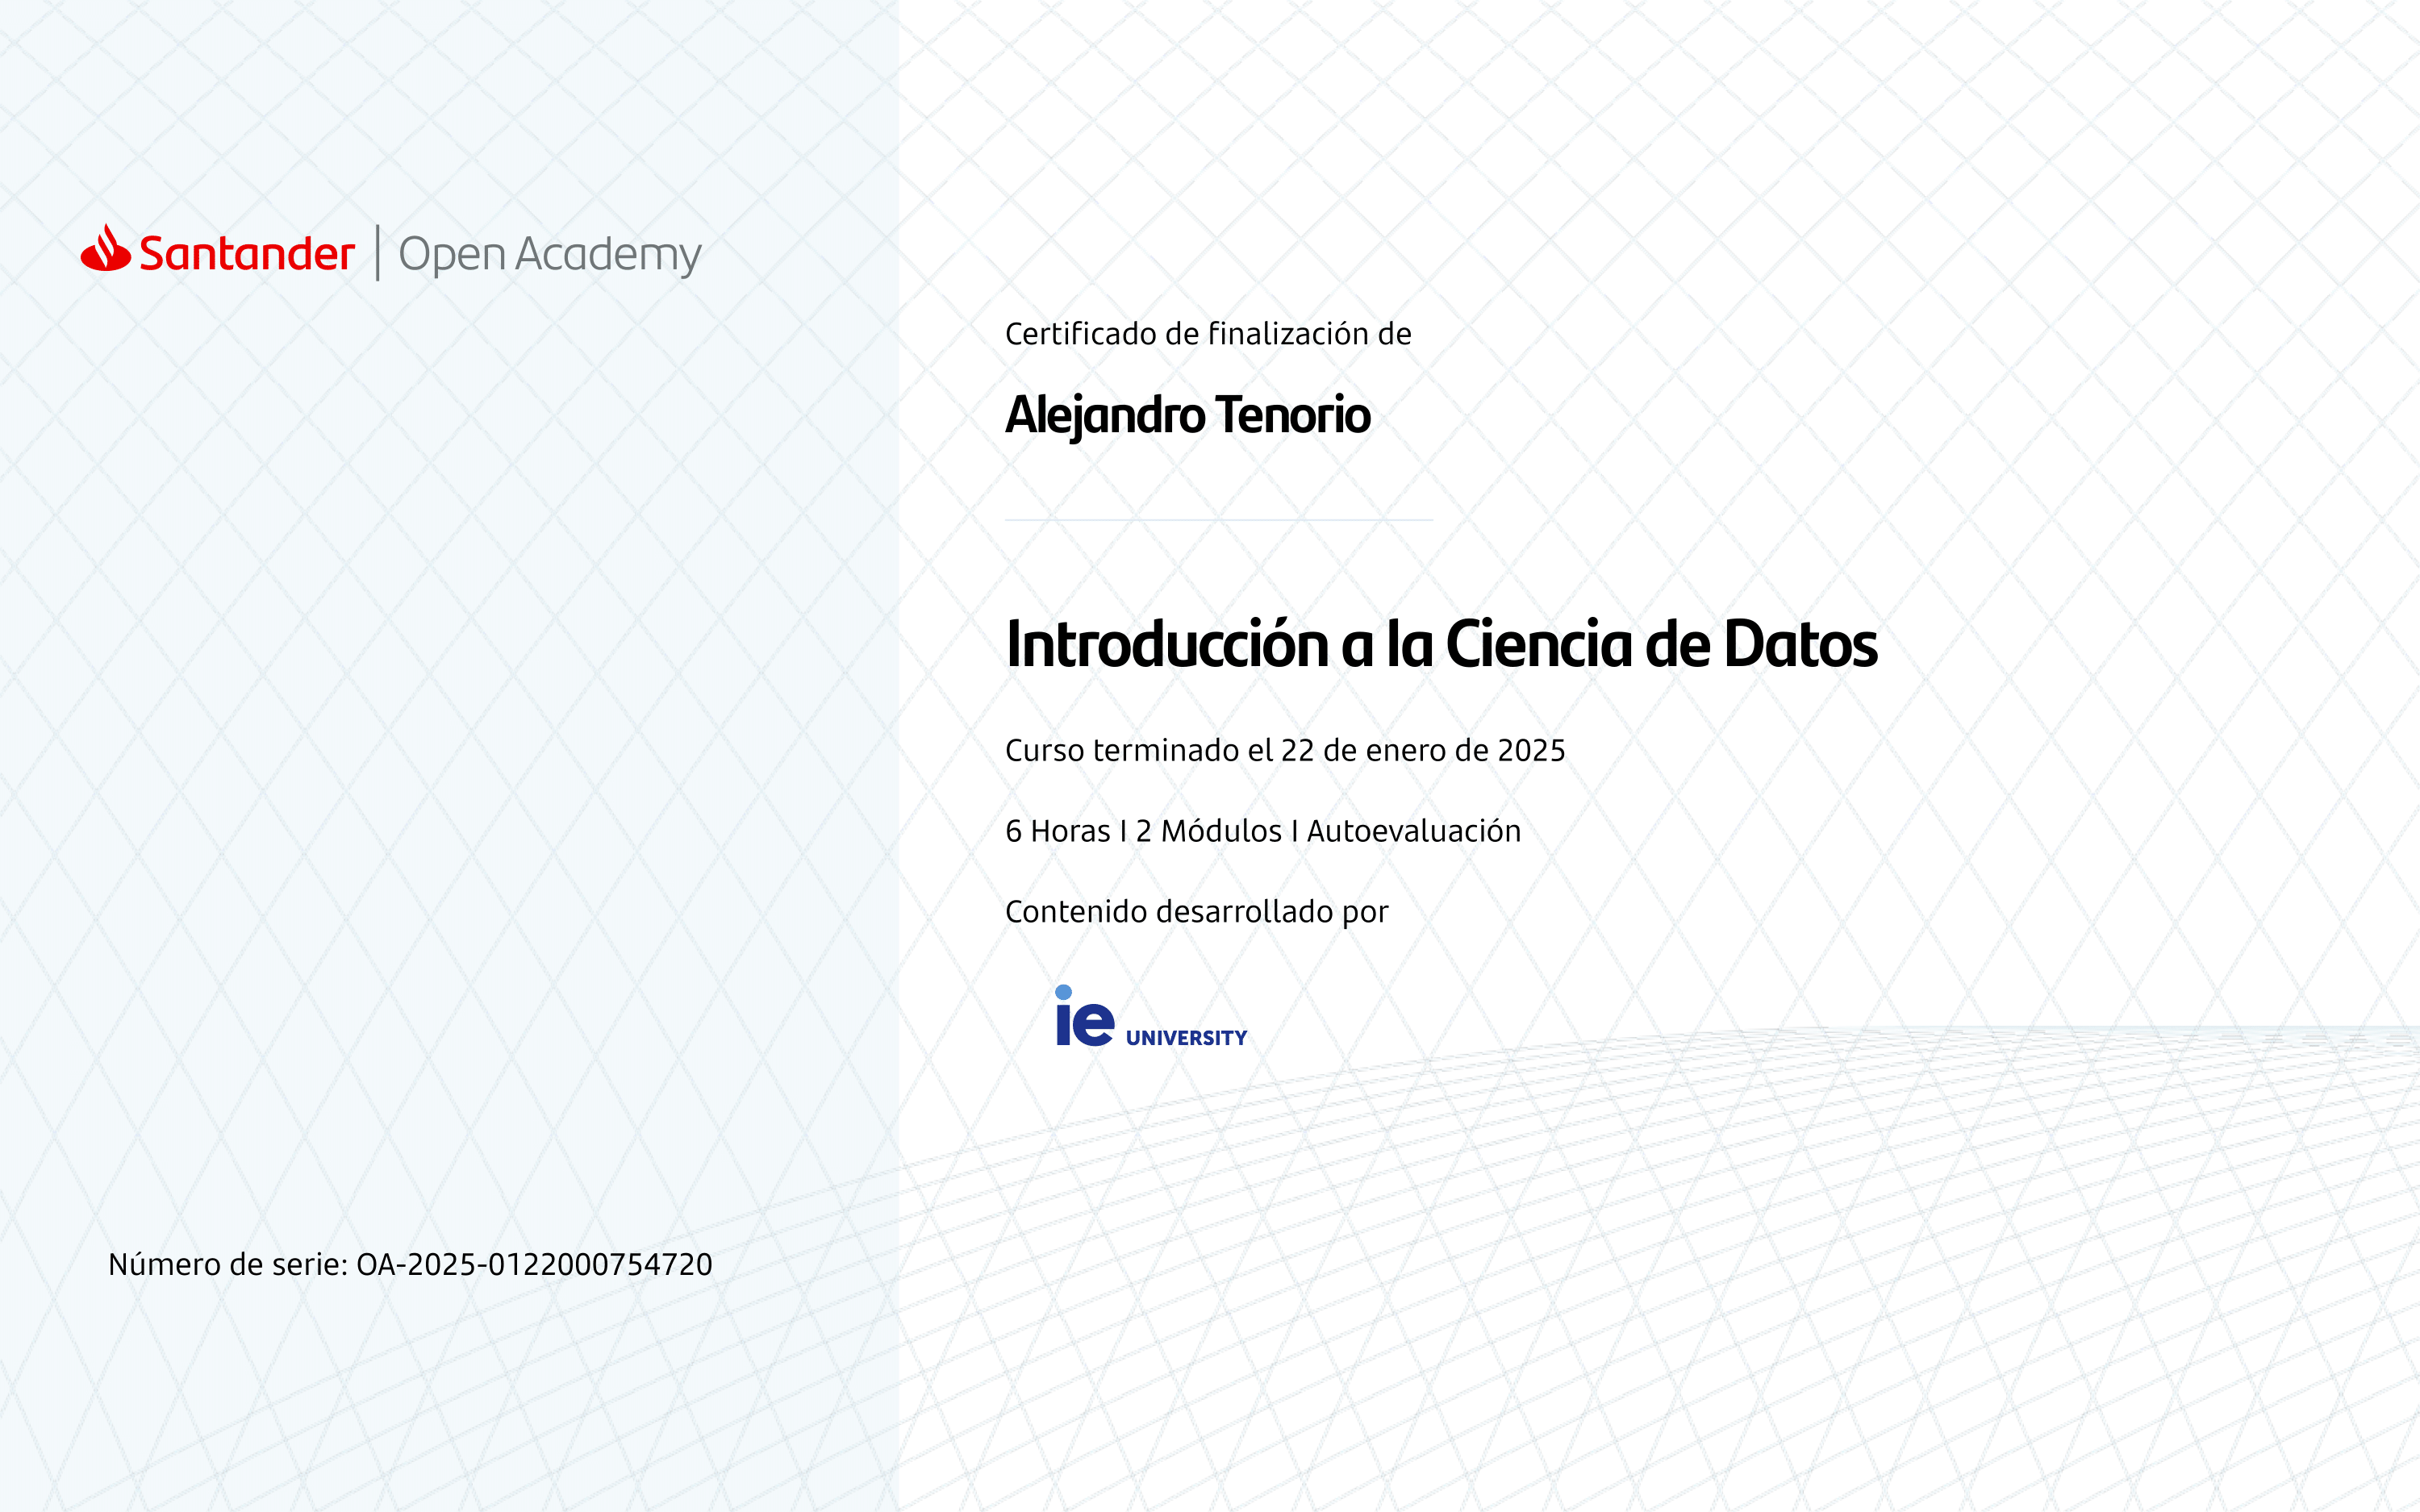 Santander | Open Academy
Certificado de finalización de
Alejandro Tenorio
Introducción a la Ciencia de Datos
Curso terminado el 22 de enero de 2025
6 Horas I 2 Módulos I Autoevaluación
Contenido desarrollado por
ie UNIVERSITY
Número de serie: OA-2025-0122000754720